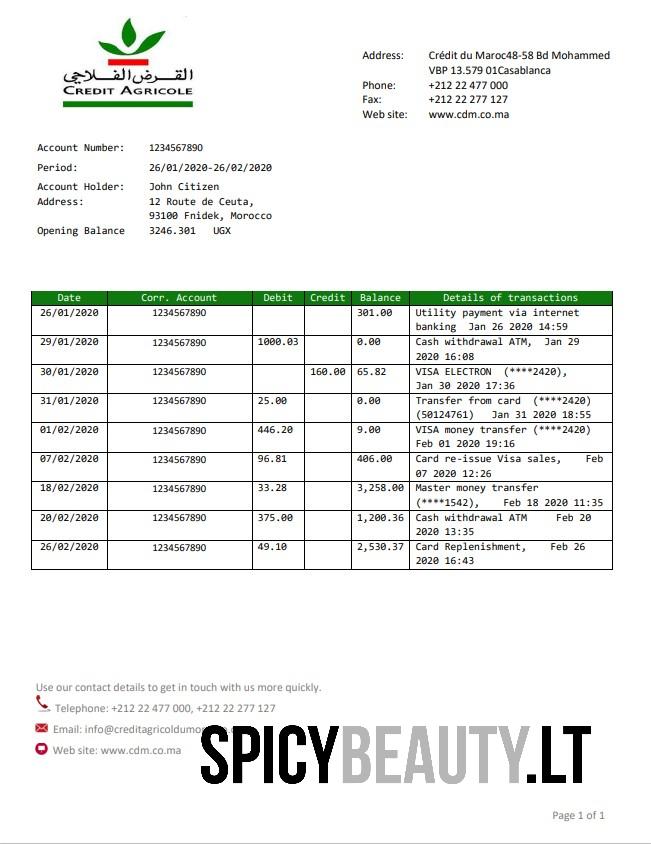 القرض الفلاحي
CREDIT AGRICOLE
Address: Crédit du Maroc48-58 Bd Mohammed
VBP 13.579 01Casablanca
Phone: +212 22 477 000
Fax: +212 22 277 127
Web site: www.cdm.co.ma
Account Number: 1234567890
Period: 26/01/2020-26/02/2020
Account Holder: John Citizen
Address: 12 Route de Ceuta,
93100 Fnidek, Morocco
Opening Balance 3246.301 UGX
Date Corr. Account Debit Credit Balance Details of transactions
26/01/2020 1234567890 301.00 Utility payment via internet
banking Jan 26 2020 14:59
29/01/2020 1234567890 1000.03 0.00 Cash withdrawal ATM, Jan 29
2020 16:08
30/01/2020 1234567890 160.00 65.82 VISA ELECTRON (****2420),
Jan 30 2020 17:36
31/01/2020 1234567890 25.00 0.00 Transfer from card (****2420)
(50124761) Jan 31 2020 18:55
01/02/2020 1234567890 446.20 9.00 VISA money transfer (****2420)
Feb 01 2020 19:16
07/02/2020 1234567890 96.81 406.00 Card re-issue Visa sales, Feb
07 2020 12:26
18/02/2020 1234567890 33.28 3,258.00 Master money transfer
(****1542), Feb 18 2020 11:35
20/02/2020 1234567890 375.00 1,200.36 Cash withdrawal ATM Feb 20
2020 13:35
26/02/2020 1234567890 49.10 2,530.37 Card Replenishment, Feb 26
2020 16:43
Use our contact details to get in touch with us more quickly.
Telephone: +212 22 477 000, +212 22 277 127
Email:
Web site: www.cdm.co.ma
SPICYBEAUTY.LT
Page 1 of 1